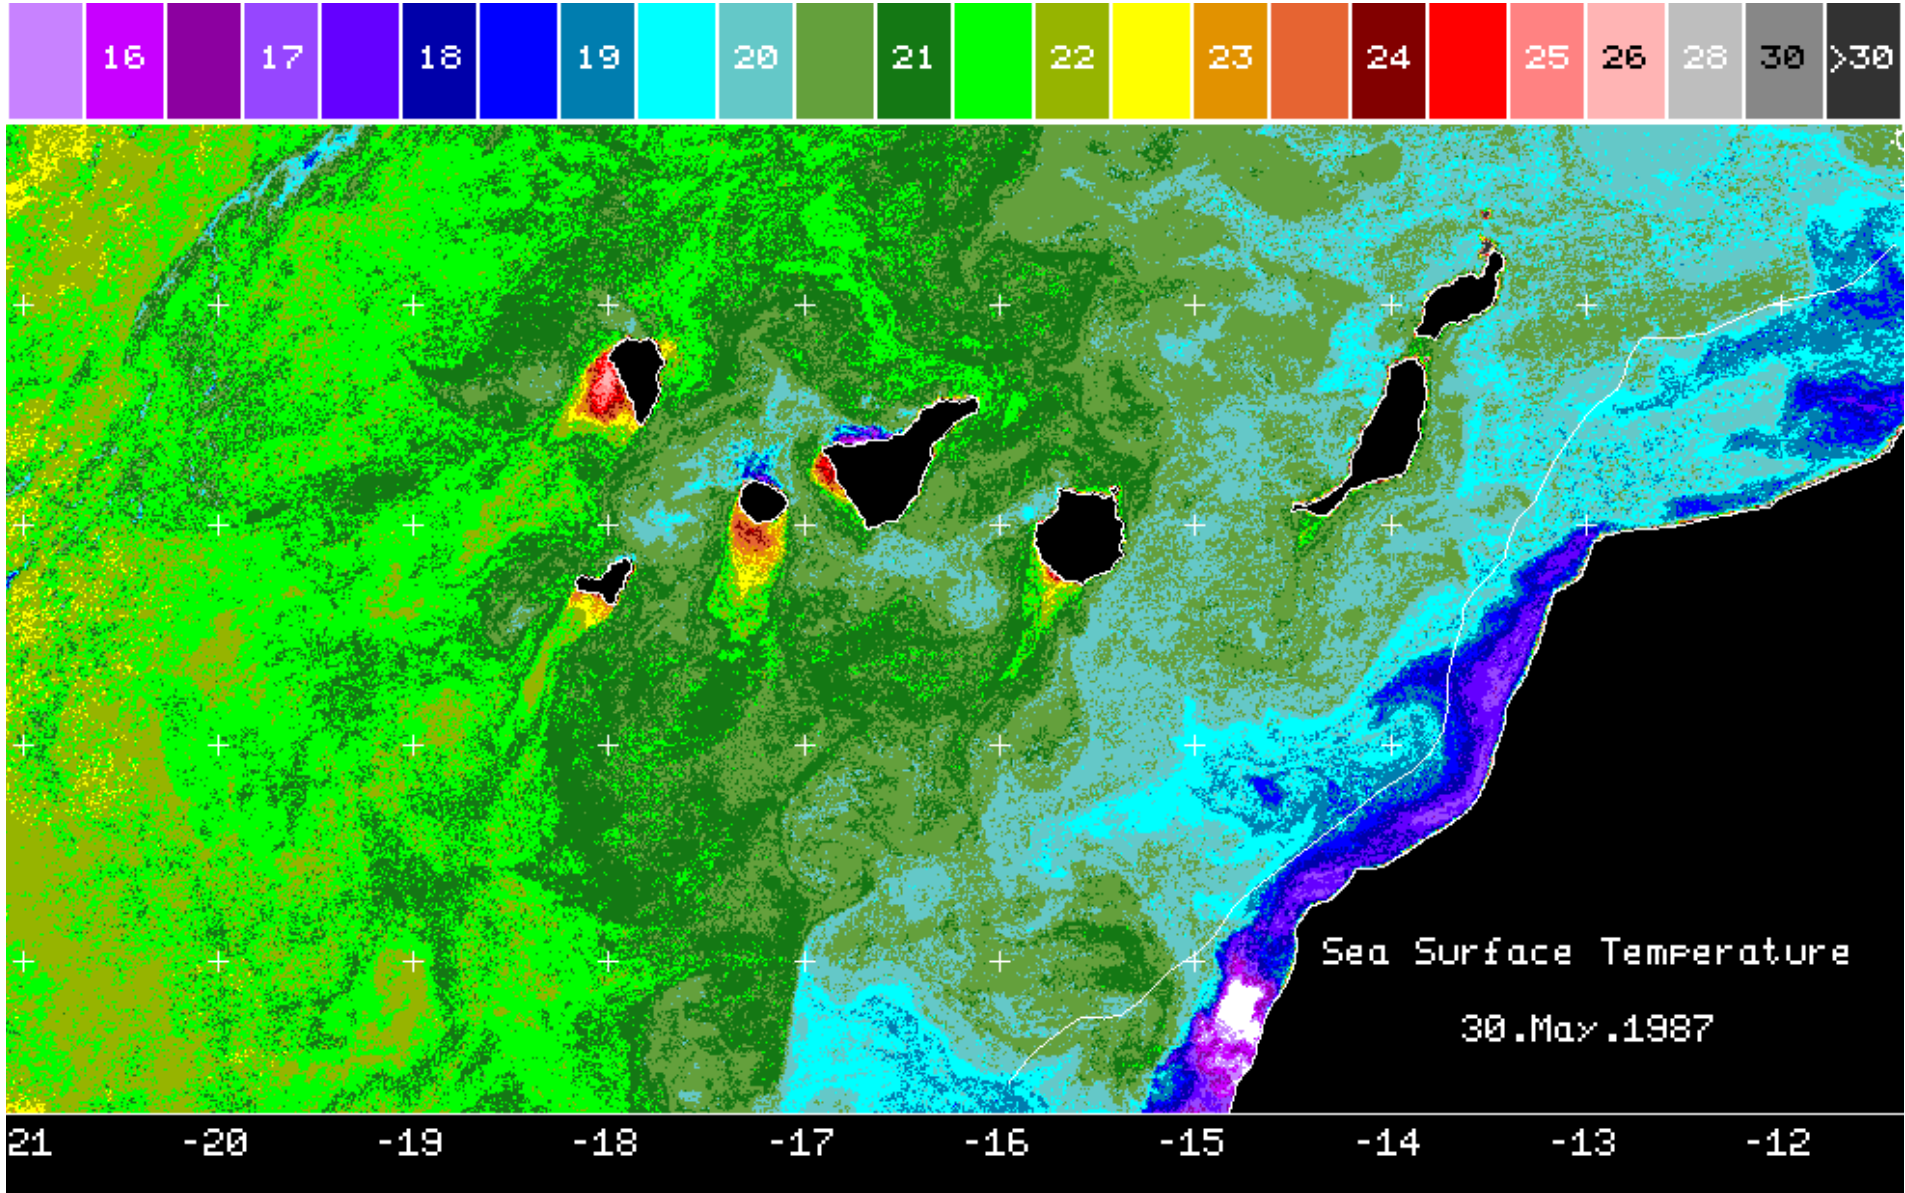 16 17 18 19 20 21 22 23 24 25 26 28 30 >30
Sea Surface Temperature
30.May.1987
21 -20 -19 -18 -17 -16 -15 -14 -13 -12